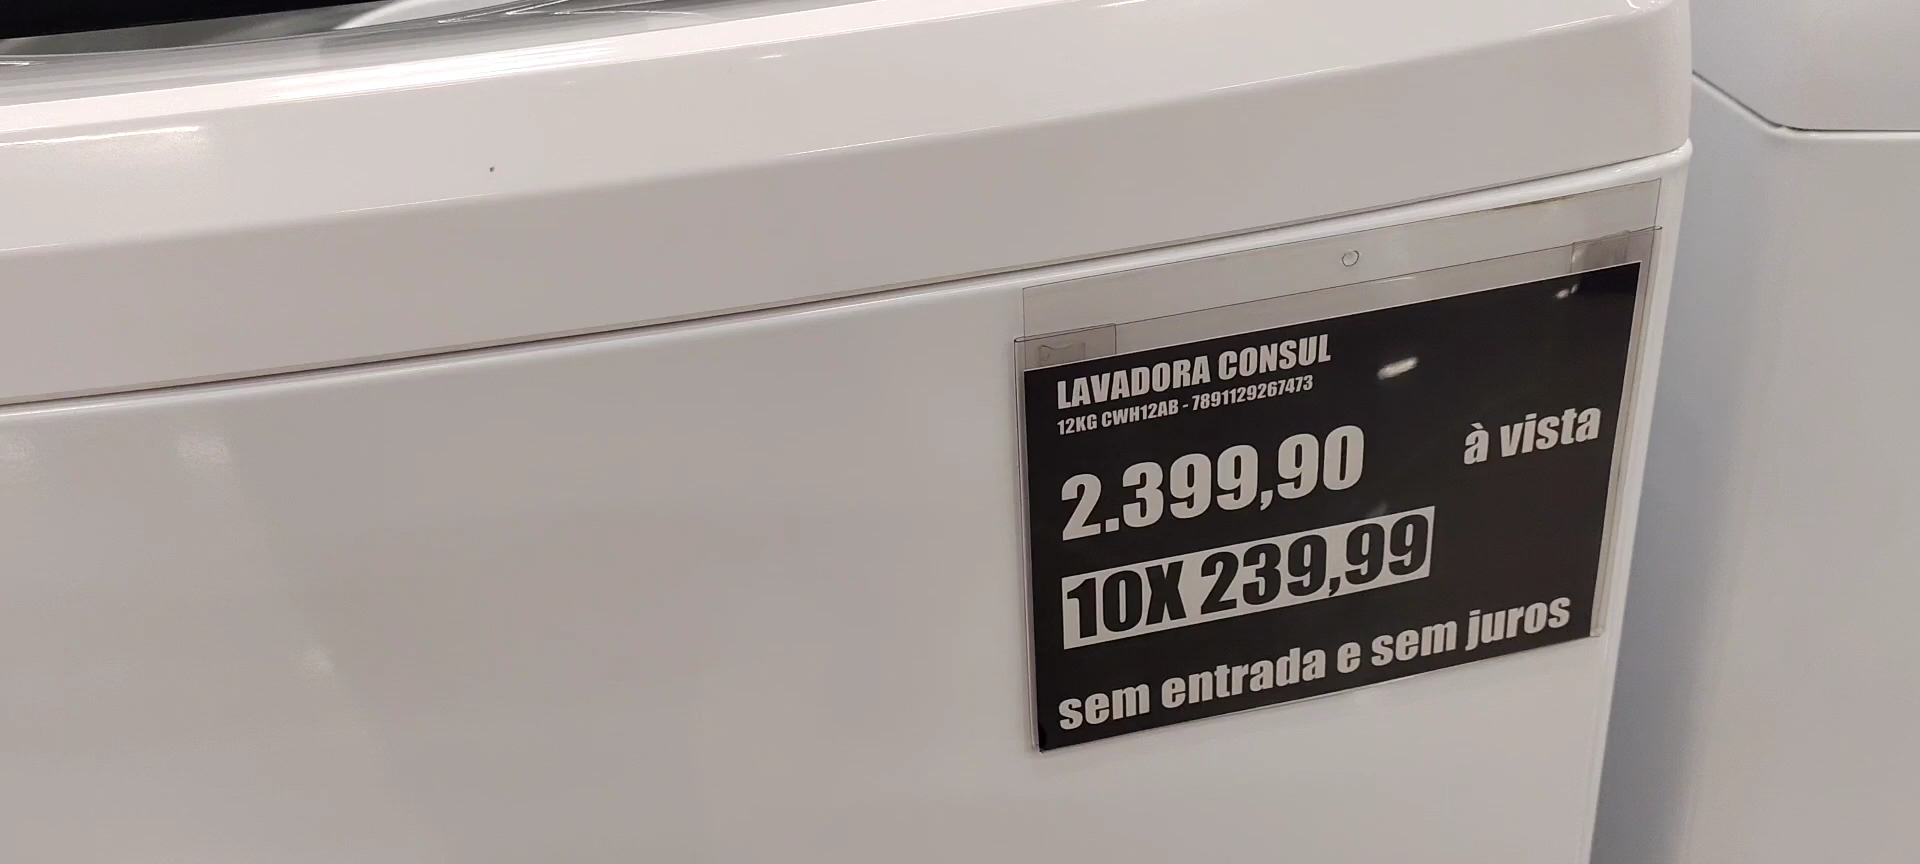 LAVADORA CONSUL
12KG CWH12AB - 7891129267473
2.399,90 à vista
10X 239,99
sem entrada e sem juros